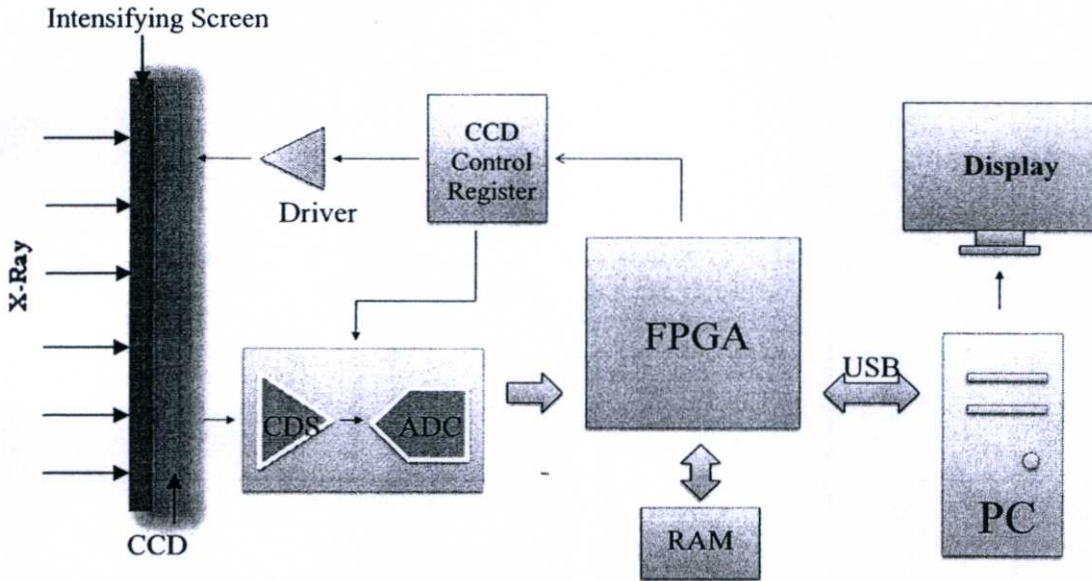 Intensifying Screen
CCD
Control
Register
Display
Driver
X-Ray
FPGA
USB
CDS
ADC
PC
RAM
CCD